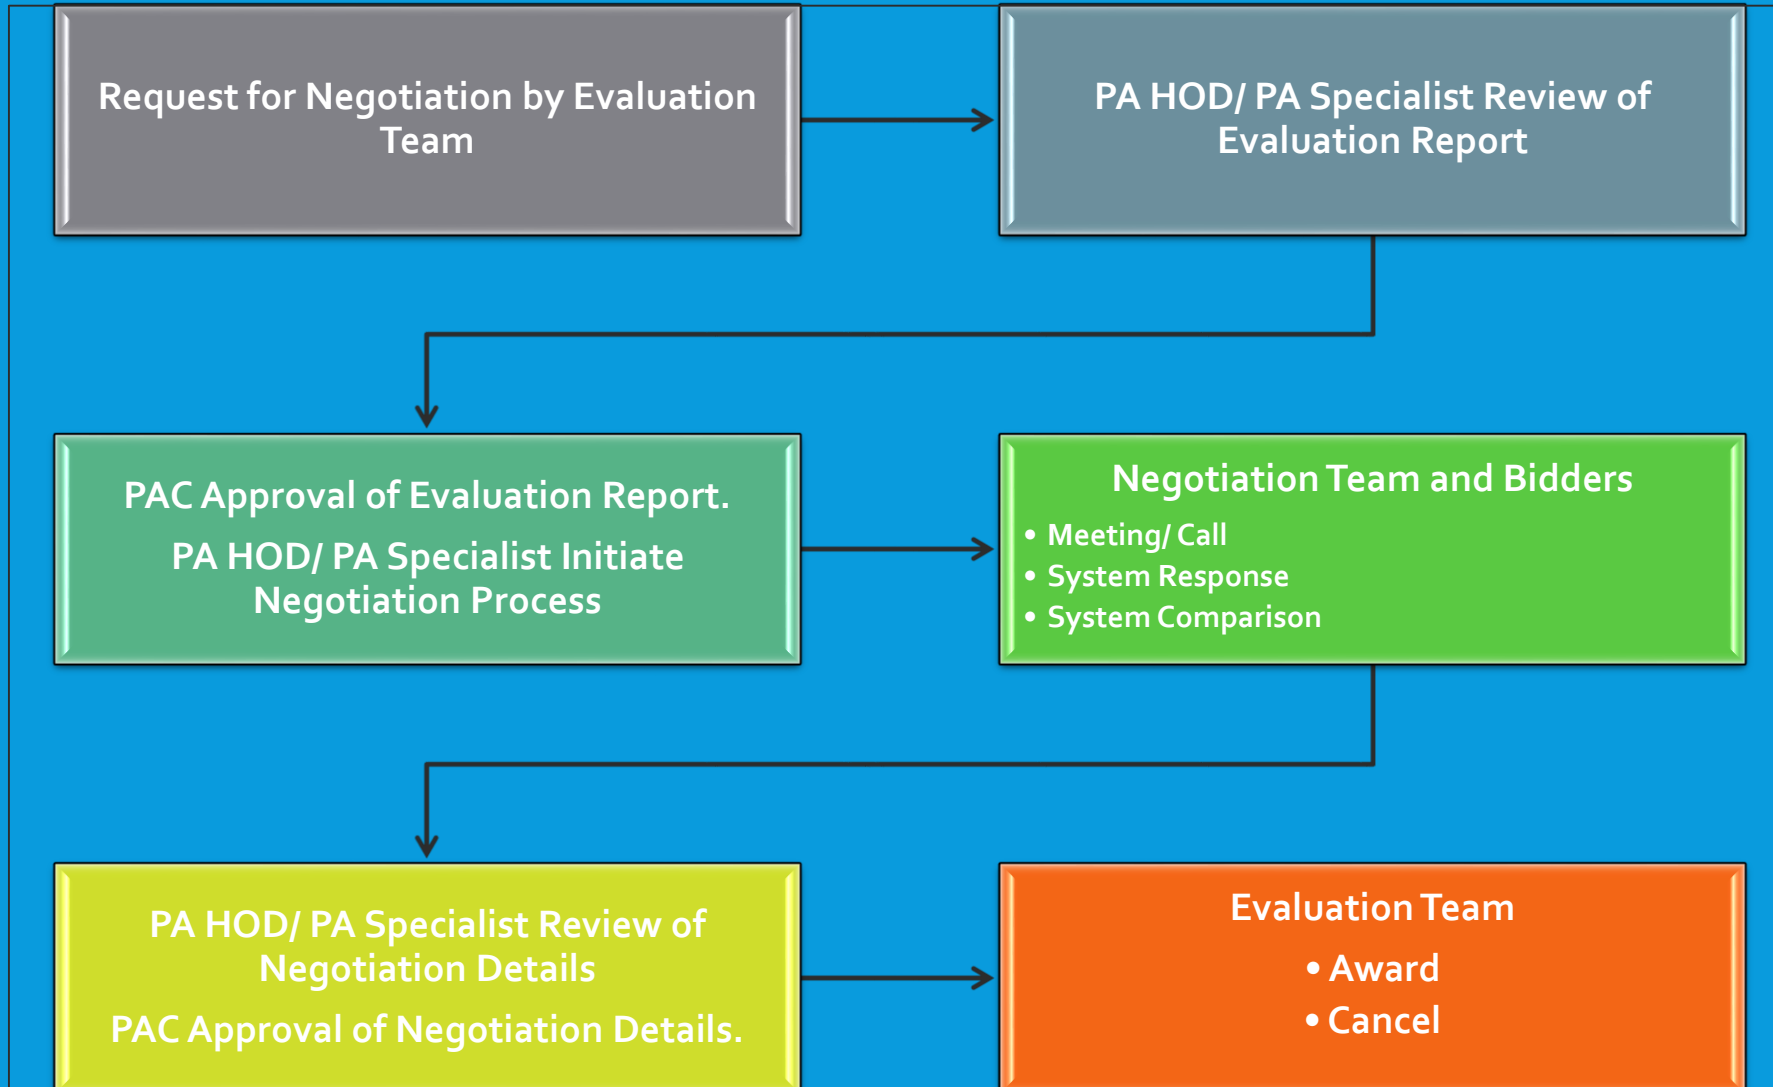 Request for Negotiation by Evaluation
Team
PA HOD/ PA Specialist Review of
Evaluation Report
PAC Approval of Evaluation Report.
PA HOD/ PA Specialist Initiate
Negotiation Process
Negotiation Team and Bidders
• Meeting/ Call
• System Response
• System Comparison
PA HOD/ PA Specialist Review of
Negotiation Details
PAC Approval of Negotiation Details.
Evaluation Team
• Award
• Cancel